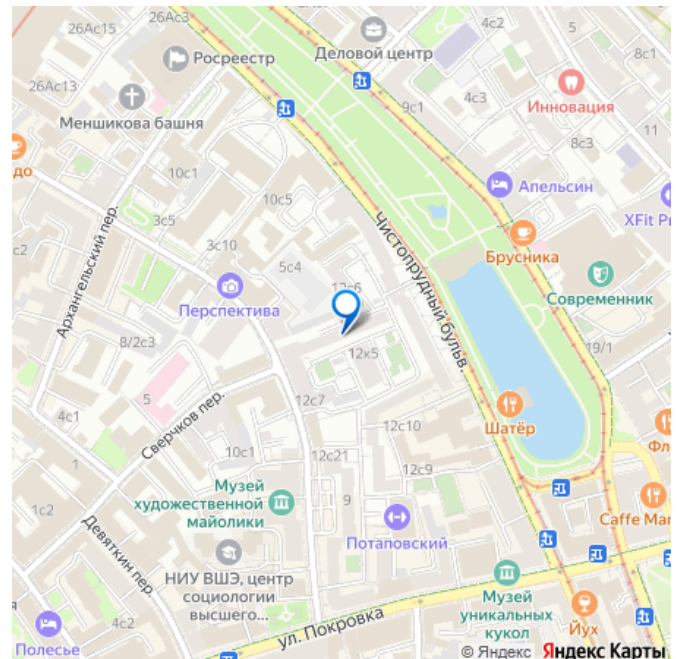 26Ас3
4с2
5
26Ас15
Деловой центр
8с1
Росреестр
26Ас13
4с3
Инновация
9с1
Меншикова башня
11
8с3
до
10с1
Апельсин
10с5
XFit Pr
3с5
Брусника
с2
3с10
Чистопрудный бульв.
5с4
Современник
Архангельский пер.
Перспектива
12с6
8/2с3
12к5
19/1
5
12с7
Шатёр
4с1
Сверчков пер.
12с10
Фл
10с1
12с21
1
12с9
Музей
художественной
майолики
9
1с2
Caffe Mar
Потаповский
Девяткин пер.
НИУ ВШЭ, центр
социологии
высшего...
Музей
уникальных
кукол
Йух
ул. Покровка
4с2
Полесье
© Яндекс Яндекс Карты